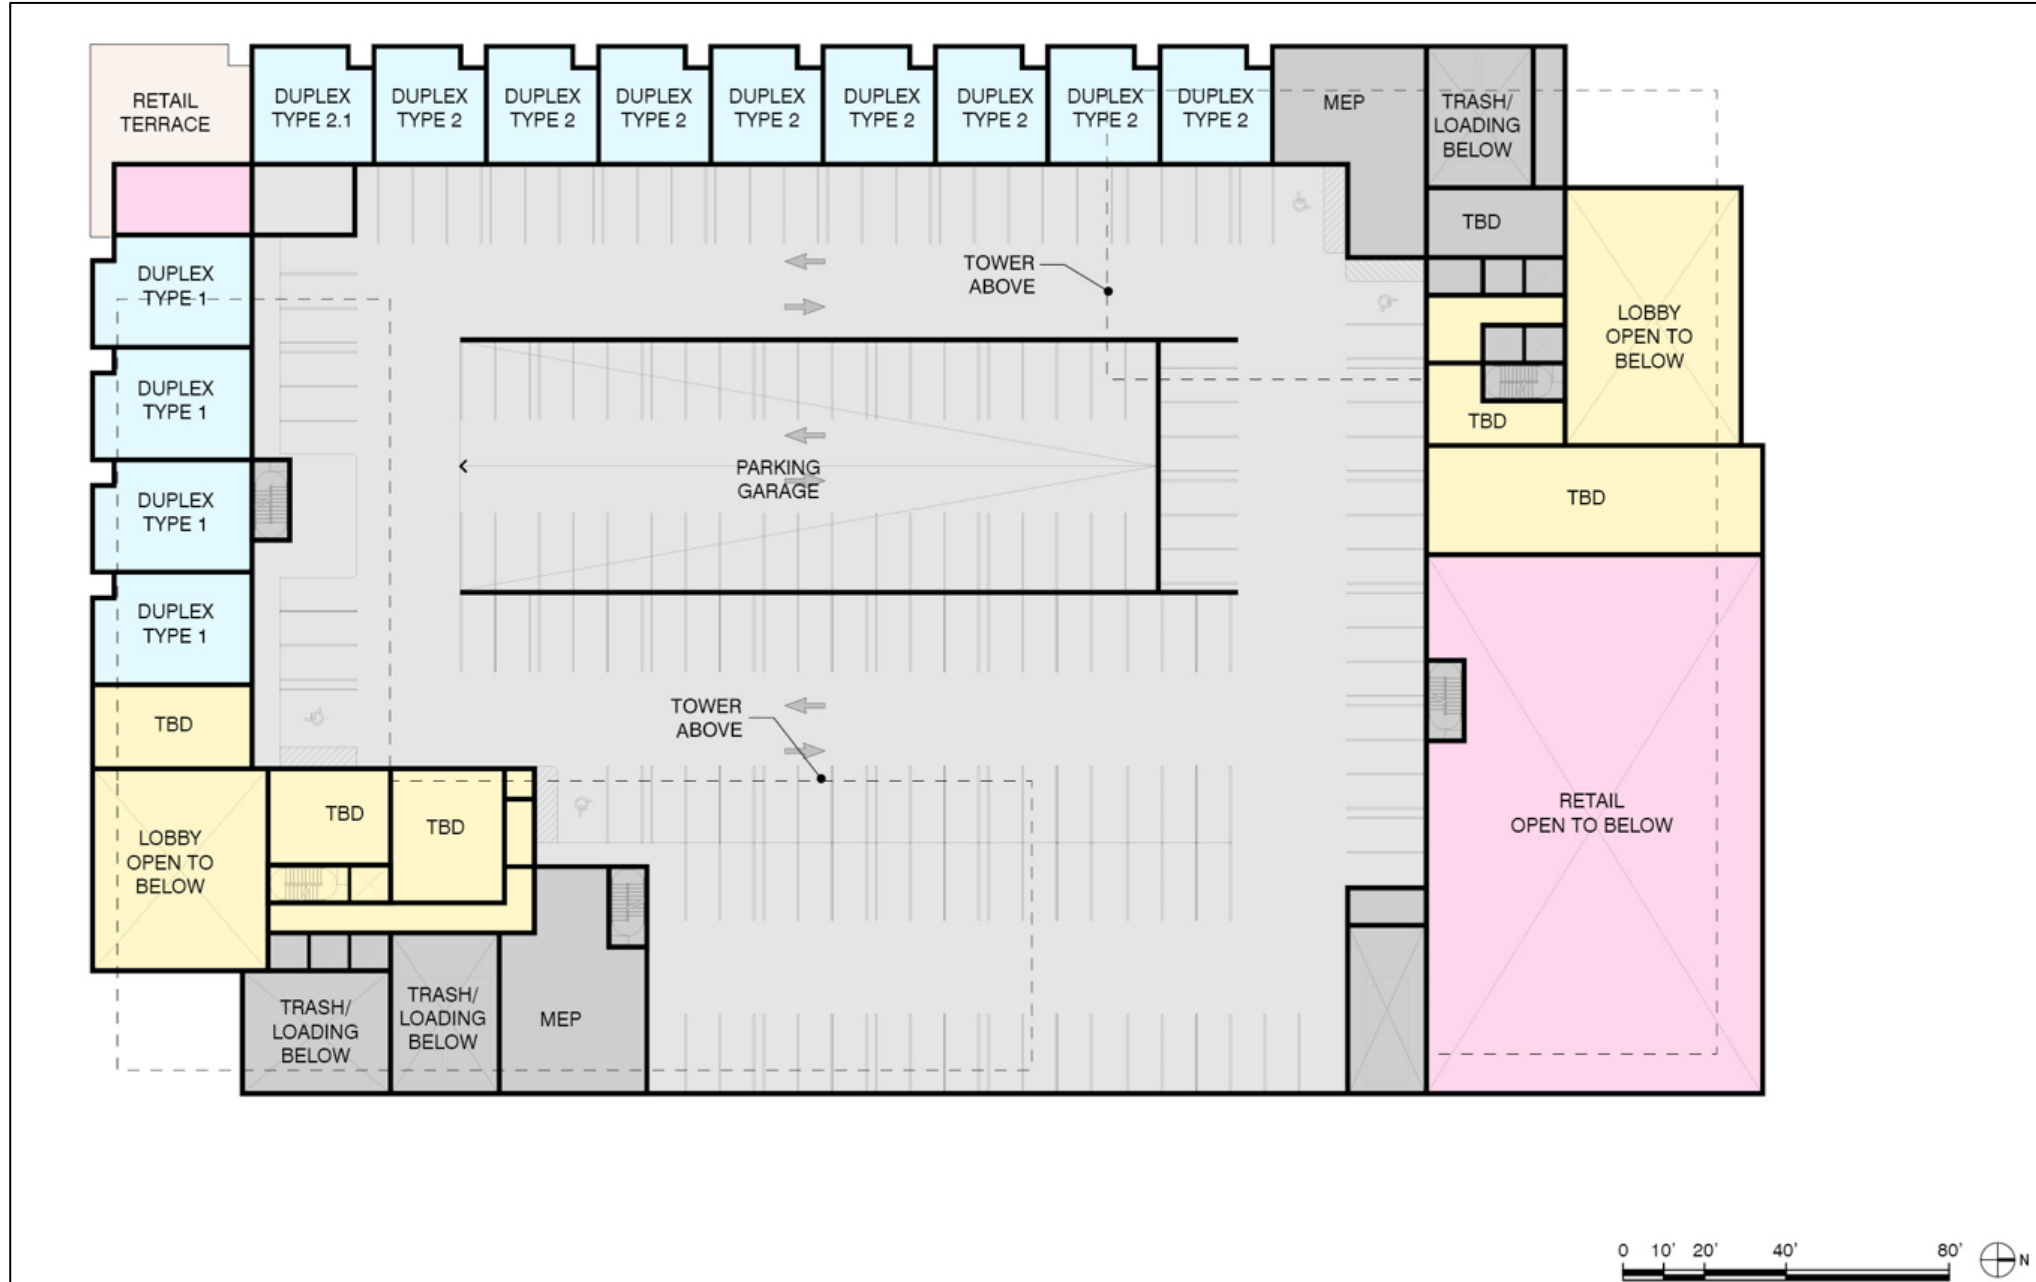 RETAIL
TERRACE
DUPLEX
TYPE 2.1
DUPLEX
TYPE 2
DUPLEX
TYPE 2
DUPLEX
TYPE 2
DUPLEX
TYPE 2
DUPLEX
TYPE 2
DUPLEX
TYPE 2
DUPLEX
TYPE 2
DUPLEX
TYPE 2
MEP
TRASH/
LOADING
BELOW
TBD
DUPLEX
TYPE 1
TOWER
ABOVE
LOBBY
OPEN TO
BELOW
DUPLEX
TYPE 1
TBD
PARKING
GARAGE
DUPLEX
TYPE 1
TBD
DUPLEX
TYPE 1
TBD
TOWER
ABOVE
RETAIL
OPEN TO BELOW
LOBBY
OPEN TO
BELOW
TBD
TBD
TRASH/
LOADING
BELOW
TRASH/
LOADING
BELOW
MEP
0 10' 20' 40' 80'
N